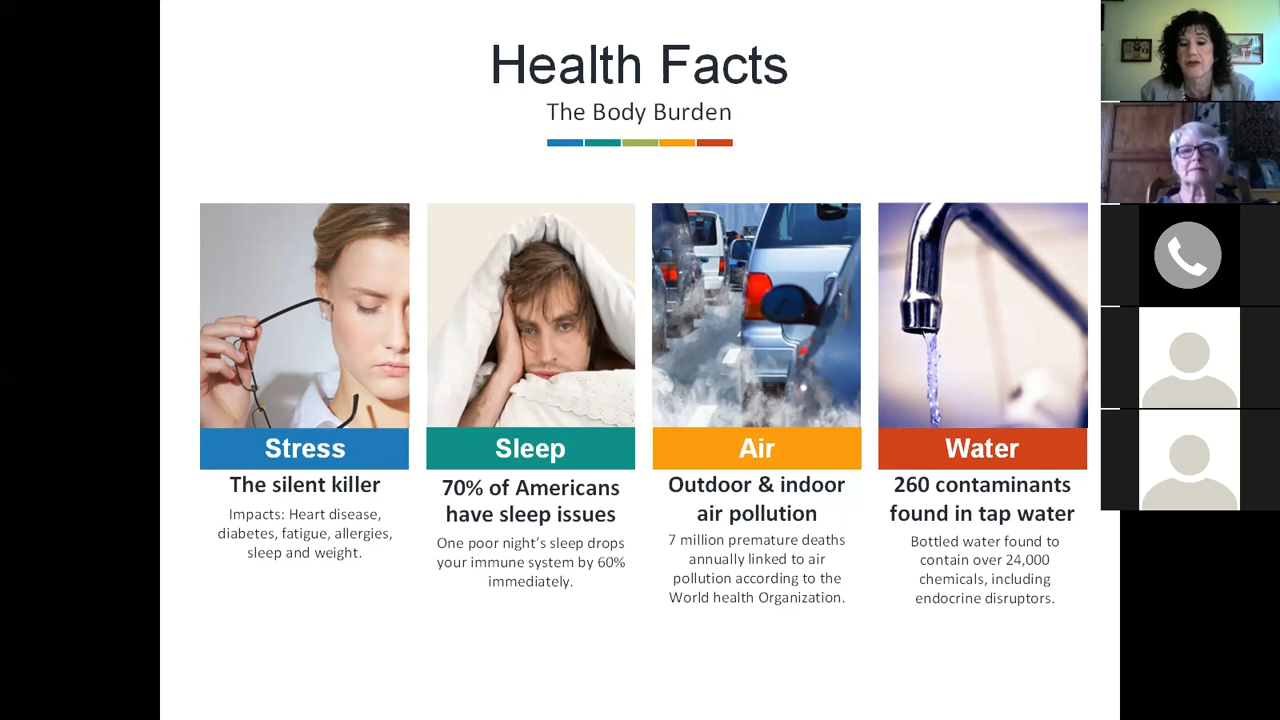 Health Facts
The Body Burden
Stress
The silent killer
Impacts: Heart disease,
diabetes, fatigue, allergies,
sleep and weight.
Sleep
70% of Americans
have sleep issues
One poor night's sleep drops
your immune system by 60%
immediately.
Air
Outdoor & indoor
air pollution
7 million premature deaths
annually linked to air
pollution according to the
World health Organization.
Water
260 contaminants
found in tap water
Bottled water found to
contain over 24,000
chemicals, including
endocrine disruptors.